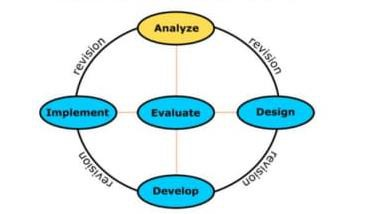 Analyze
revision
revision
Implement
Evaluate
Design
revision
revision
Develop